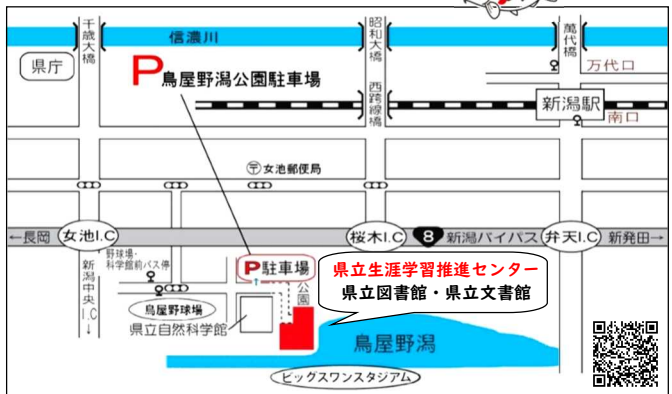 千歳大橋
信濃川
昭和大橋
萬代橋
県庁
P鳥屋野潟公園駐車場
西跨線橋
万代口
新潟駅
南口
〒女池郵便局
←長岡
女池I.C
桜木I.C
8
新潟バイパス
弁天I.C
新発田→
野球場・
科学館前バス停
新潟中央I.C↓
P駐車場
↑
公園
県立生涯学習推進センター
県立図書館・県立文書館
鳥屋野球場
県立自然科学館
鳥屋野潟
ビッグスワンスタジアム